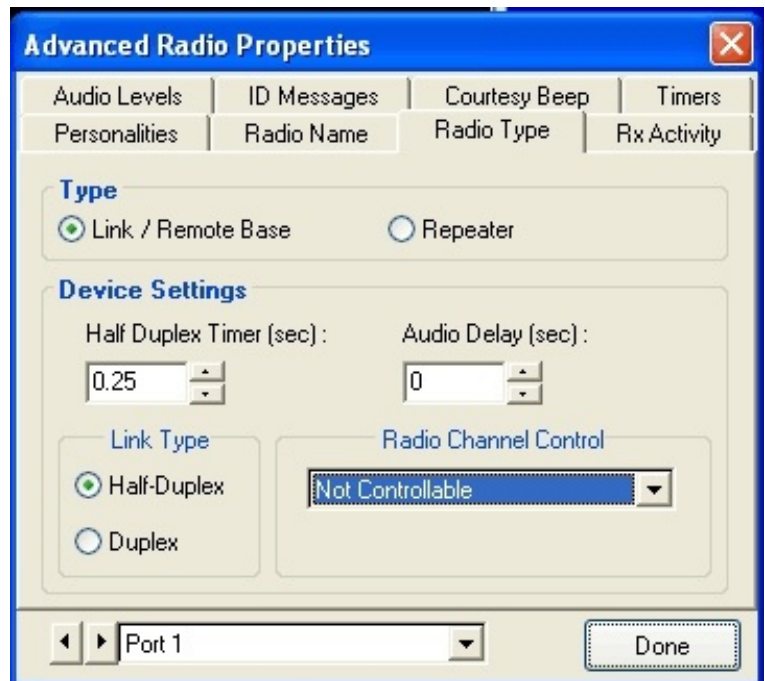 Advanced Radio Properties
Audio Levels ID Messages Courtesy Beep Timers
Personalities Radio Name Radio Type Rx Activity
Type
Link / Remote Base Repeater
Device Settings
Half Duplex Timer (sec) : Audio Delay (sec) :
0.25 0
Link Type Radio Channel Control
Half-Duplex Not Controllable
Duplex
Port 1 Done